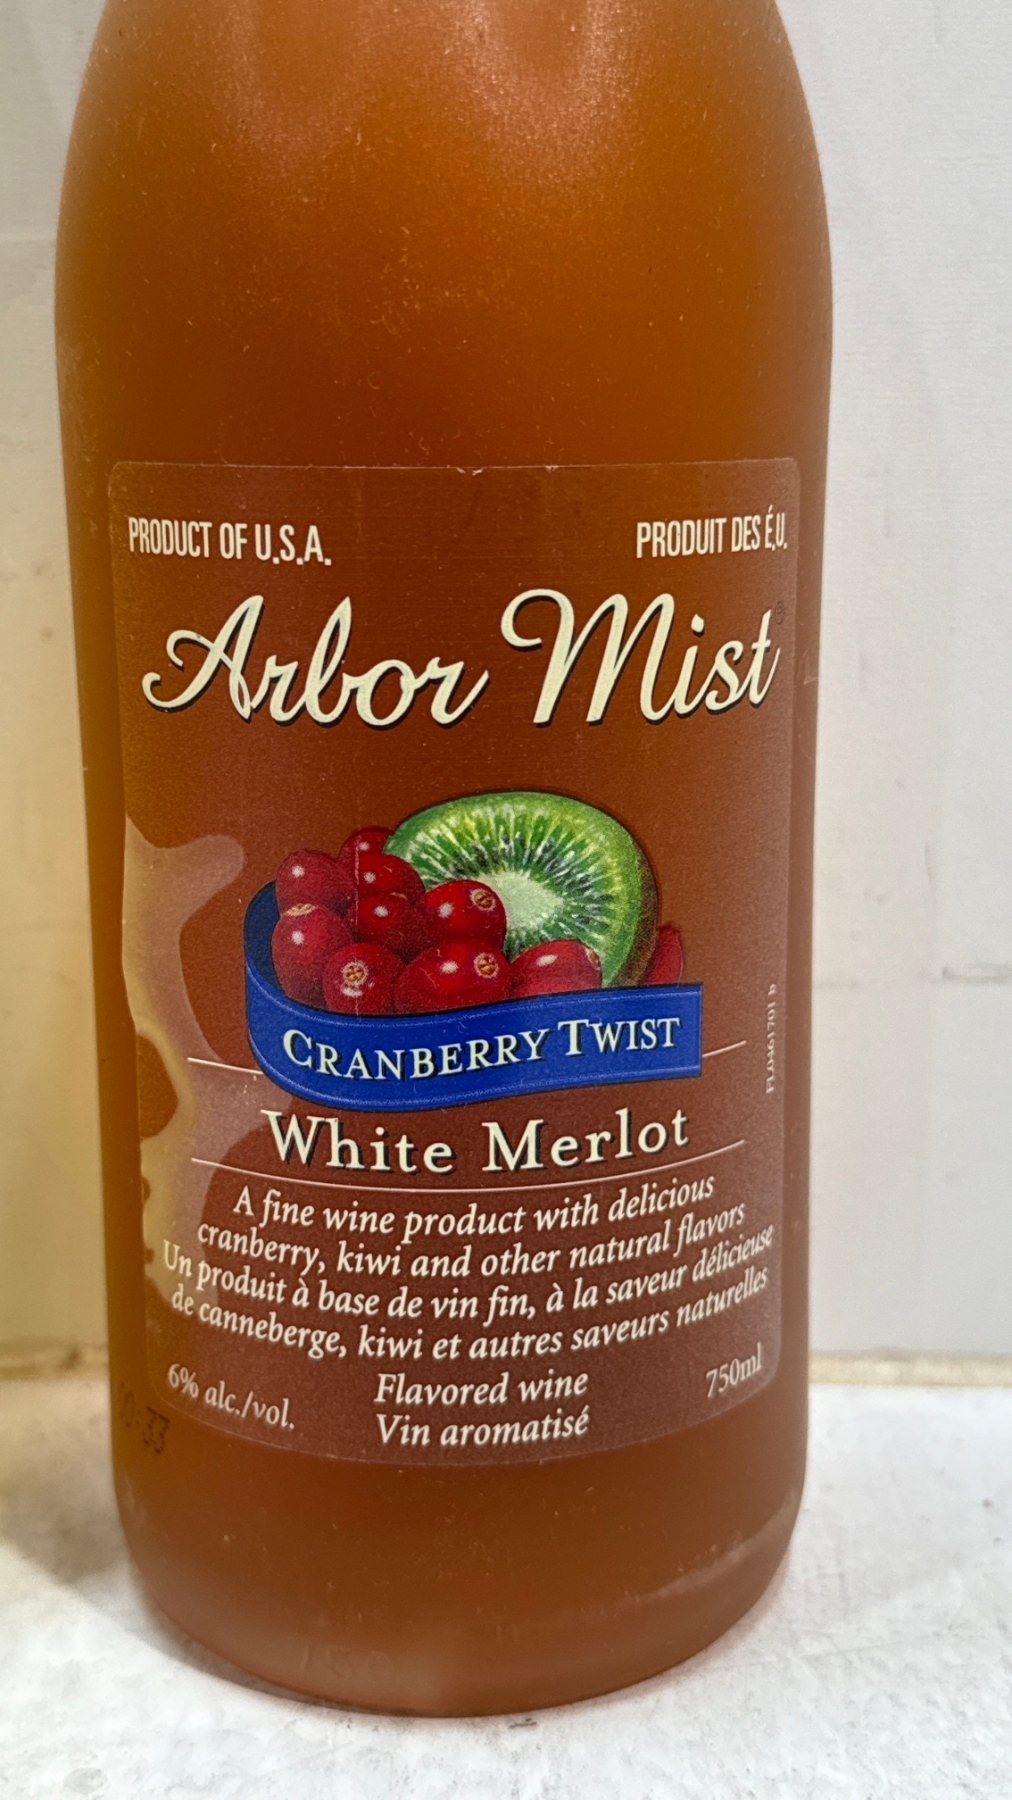 PRODUCT OF U.S.A. PRODUIT DES É.U.
Arbor Mist®
CRANBERRY TWIST
White Merlot
A fine wine product with delicious
cranberry, kiwi and other natural flavors
Un produit à base de vin fin, à la saveur délicieuse
de canneberge, kiwi et autres saveurs naturelles
6% alc./vol. Flavored wine 750ml
Vin aromatisé